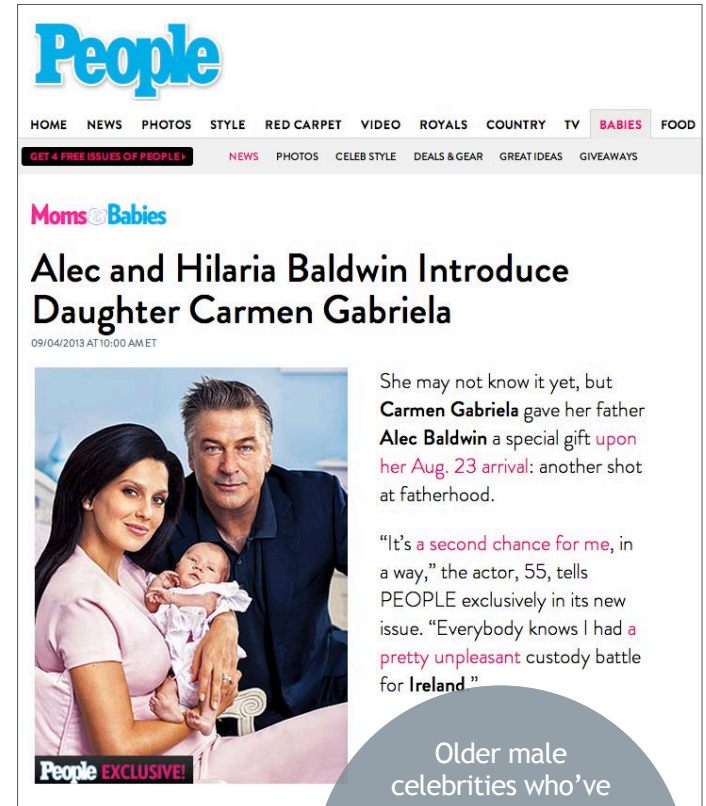 People
HOME NEWS PHOTOS STYLE RED CARPET VIDEO ROYALS COUNTRY TV BABIES FOOD
GET 4 FREE ISSUES OF PEOPLE NEWS PHOTOS CELEB STYLE DEALS & GEAR GREAT IDEAS GIVEAWAYS
Moms & Babies
Alec and Hilaria Baldwin Introduce
Daughter Carmen Gabriela
09/04/2013 AT 10:00 AM ET
She may not know it yet, but
Carmen Gabriela gave her father
Alec Baldwin a special gift upon
her Aug. 23 arrival: another shot
at fatherhood.
“It’s a second chance for me, in
a way,” the actor, 55, tells
PEOPLE exclusively in its new
issue. “Everybody knows I had a
pretty unpleasant custody battle
for Ireland.”
People EXCLUSIVE!
Older male
celebrities who’ve